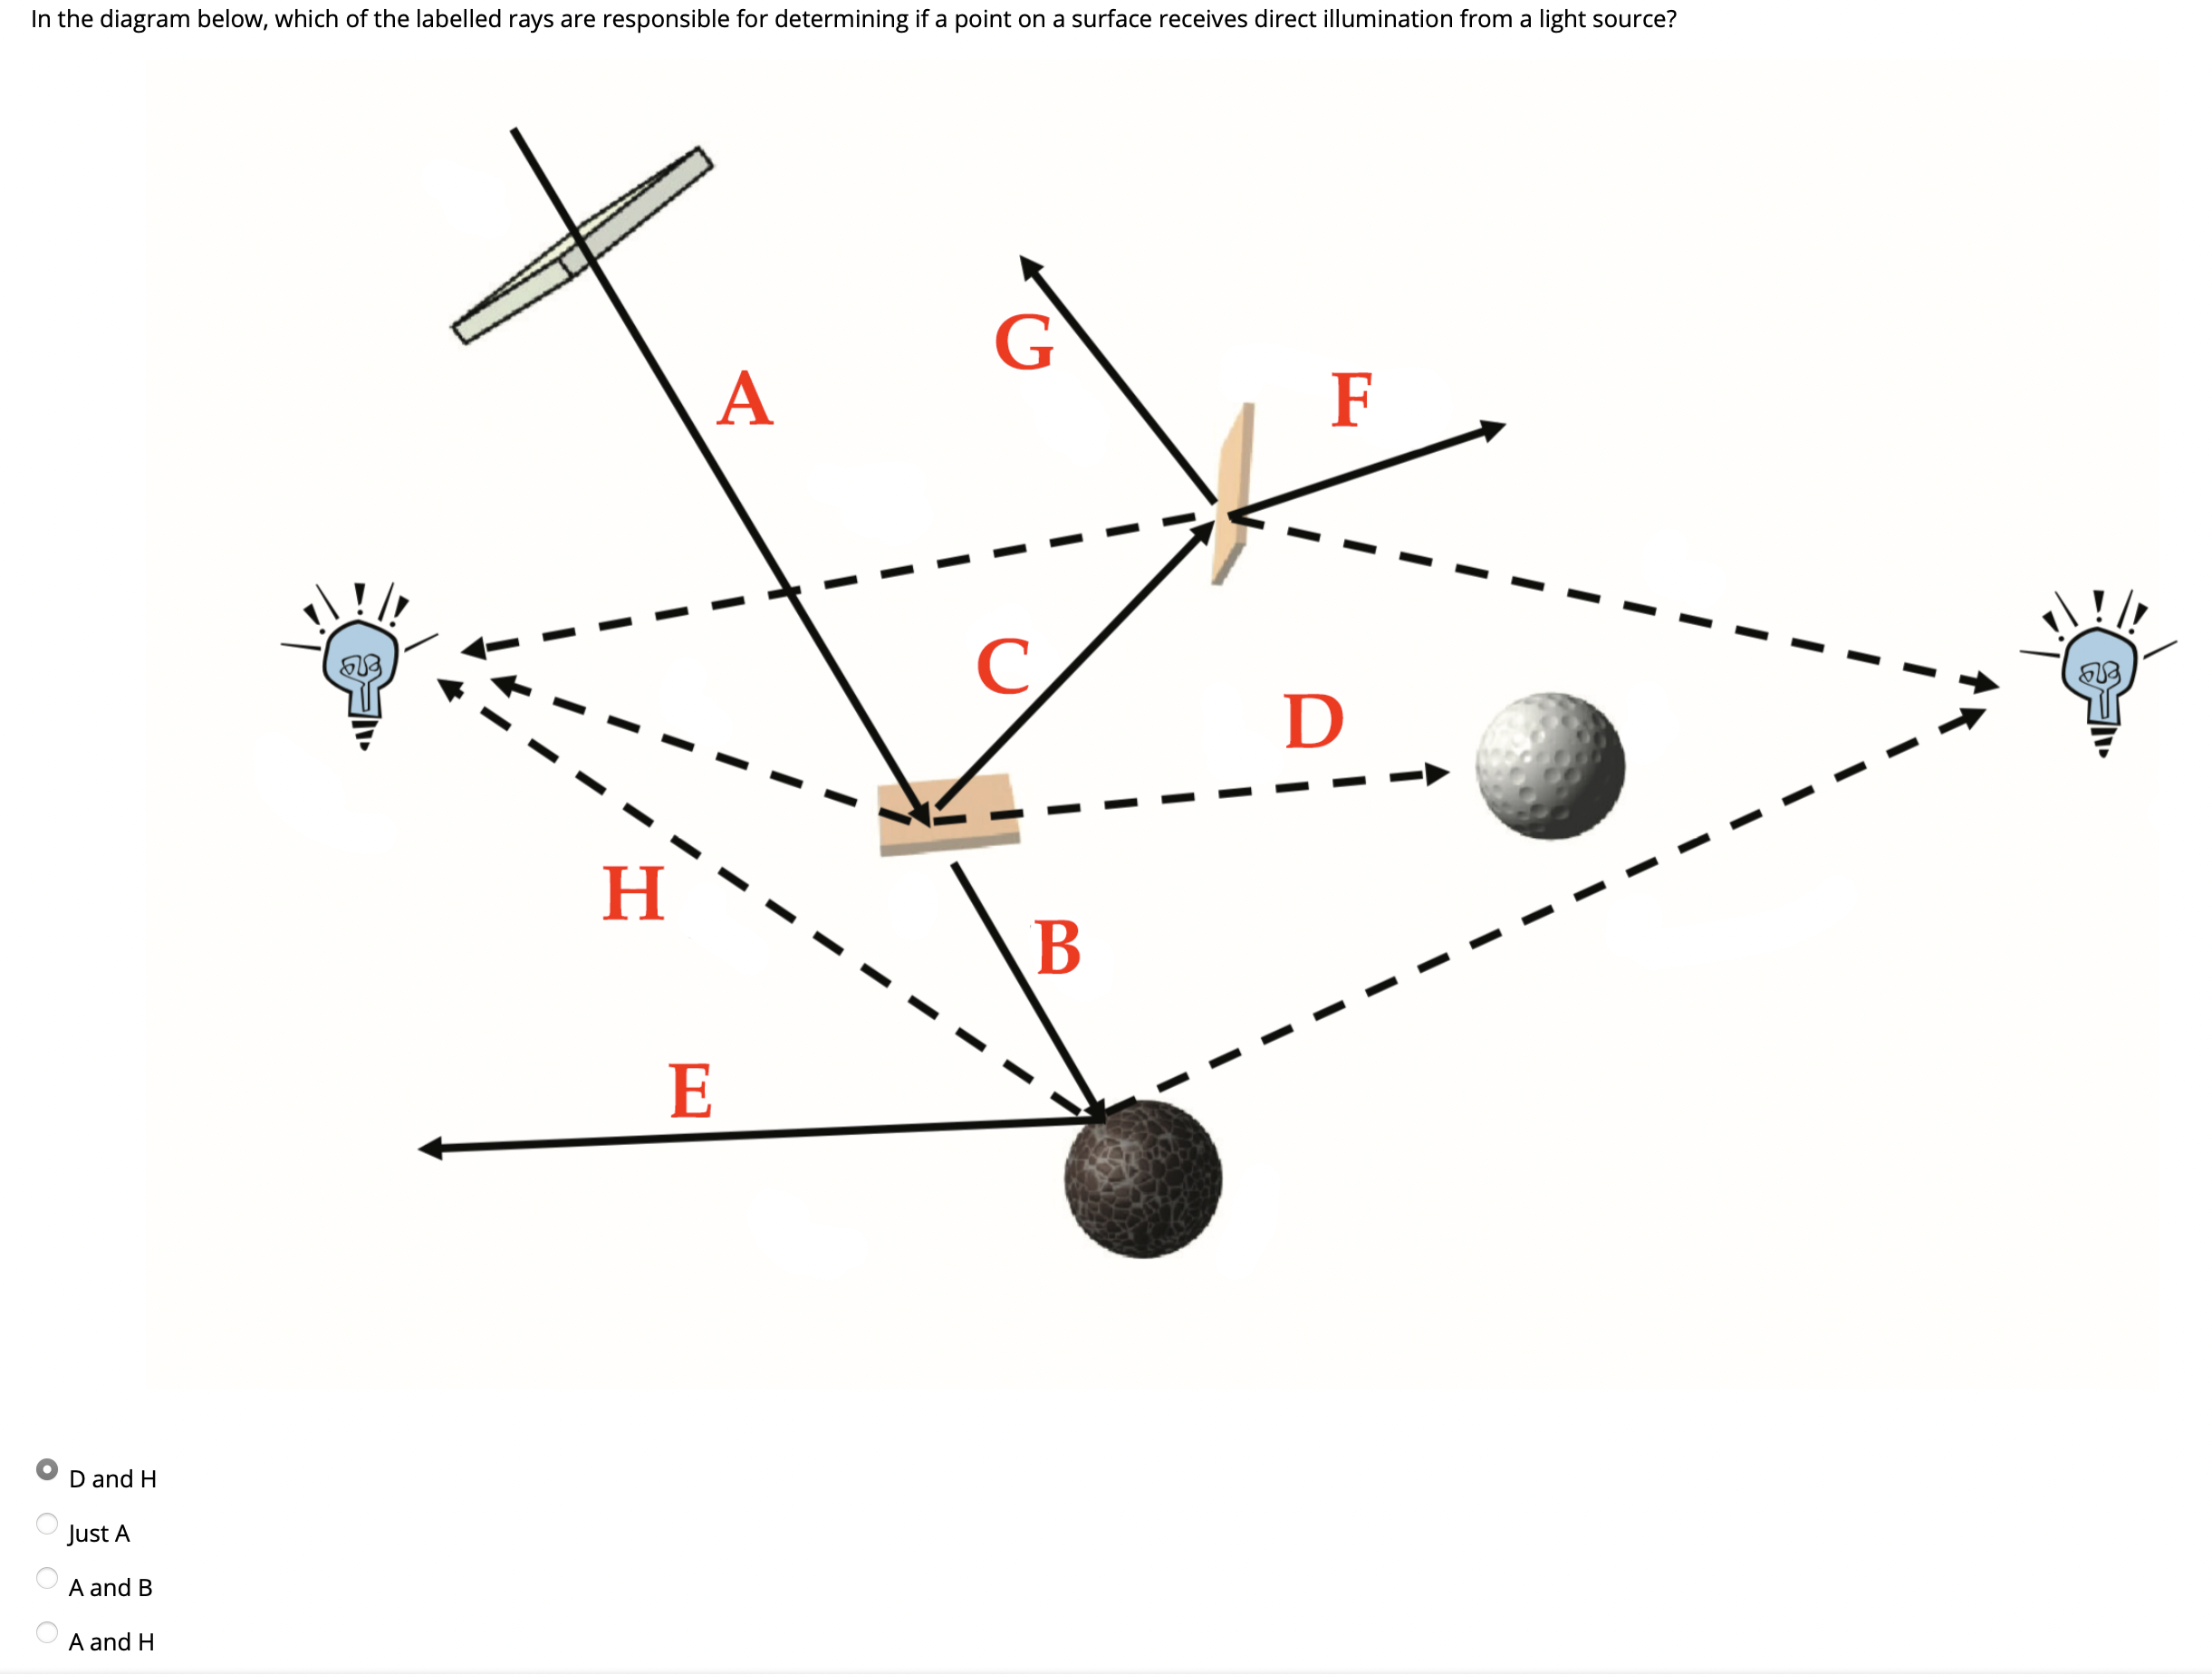 In the diagram below, which of the labelled rays are responsible for determining if a point on a surface receives direct illumination from a light source?
A
G
F
C
D
H
B
E
D and H
Just A
A and B
A and H